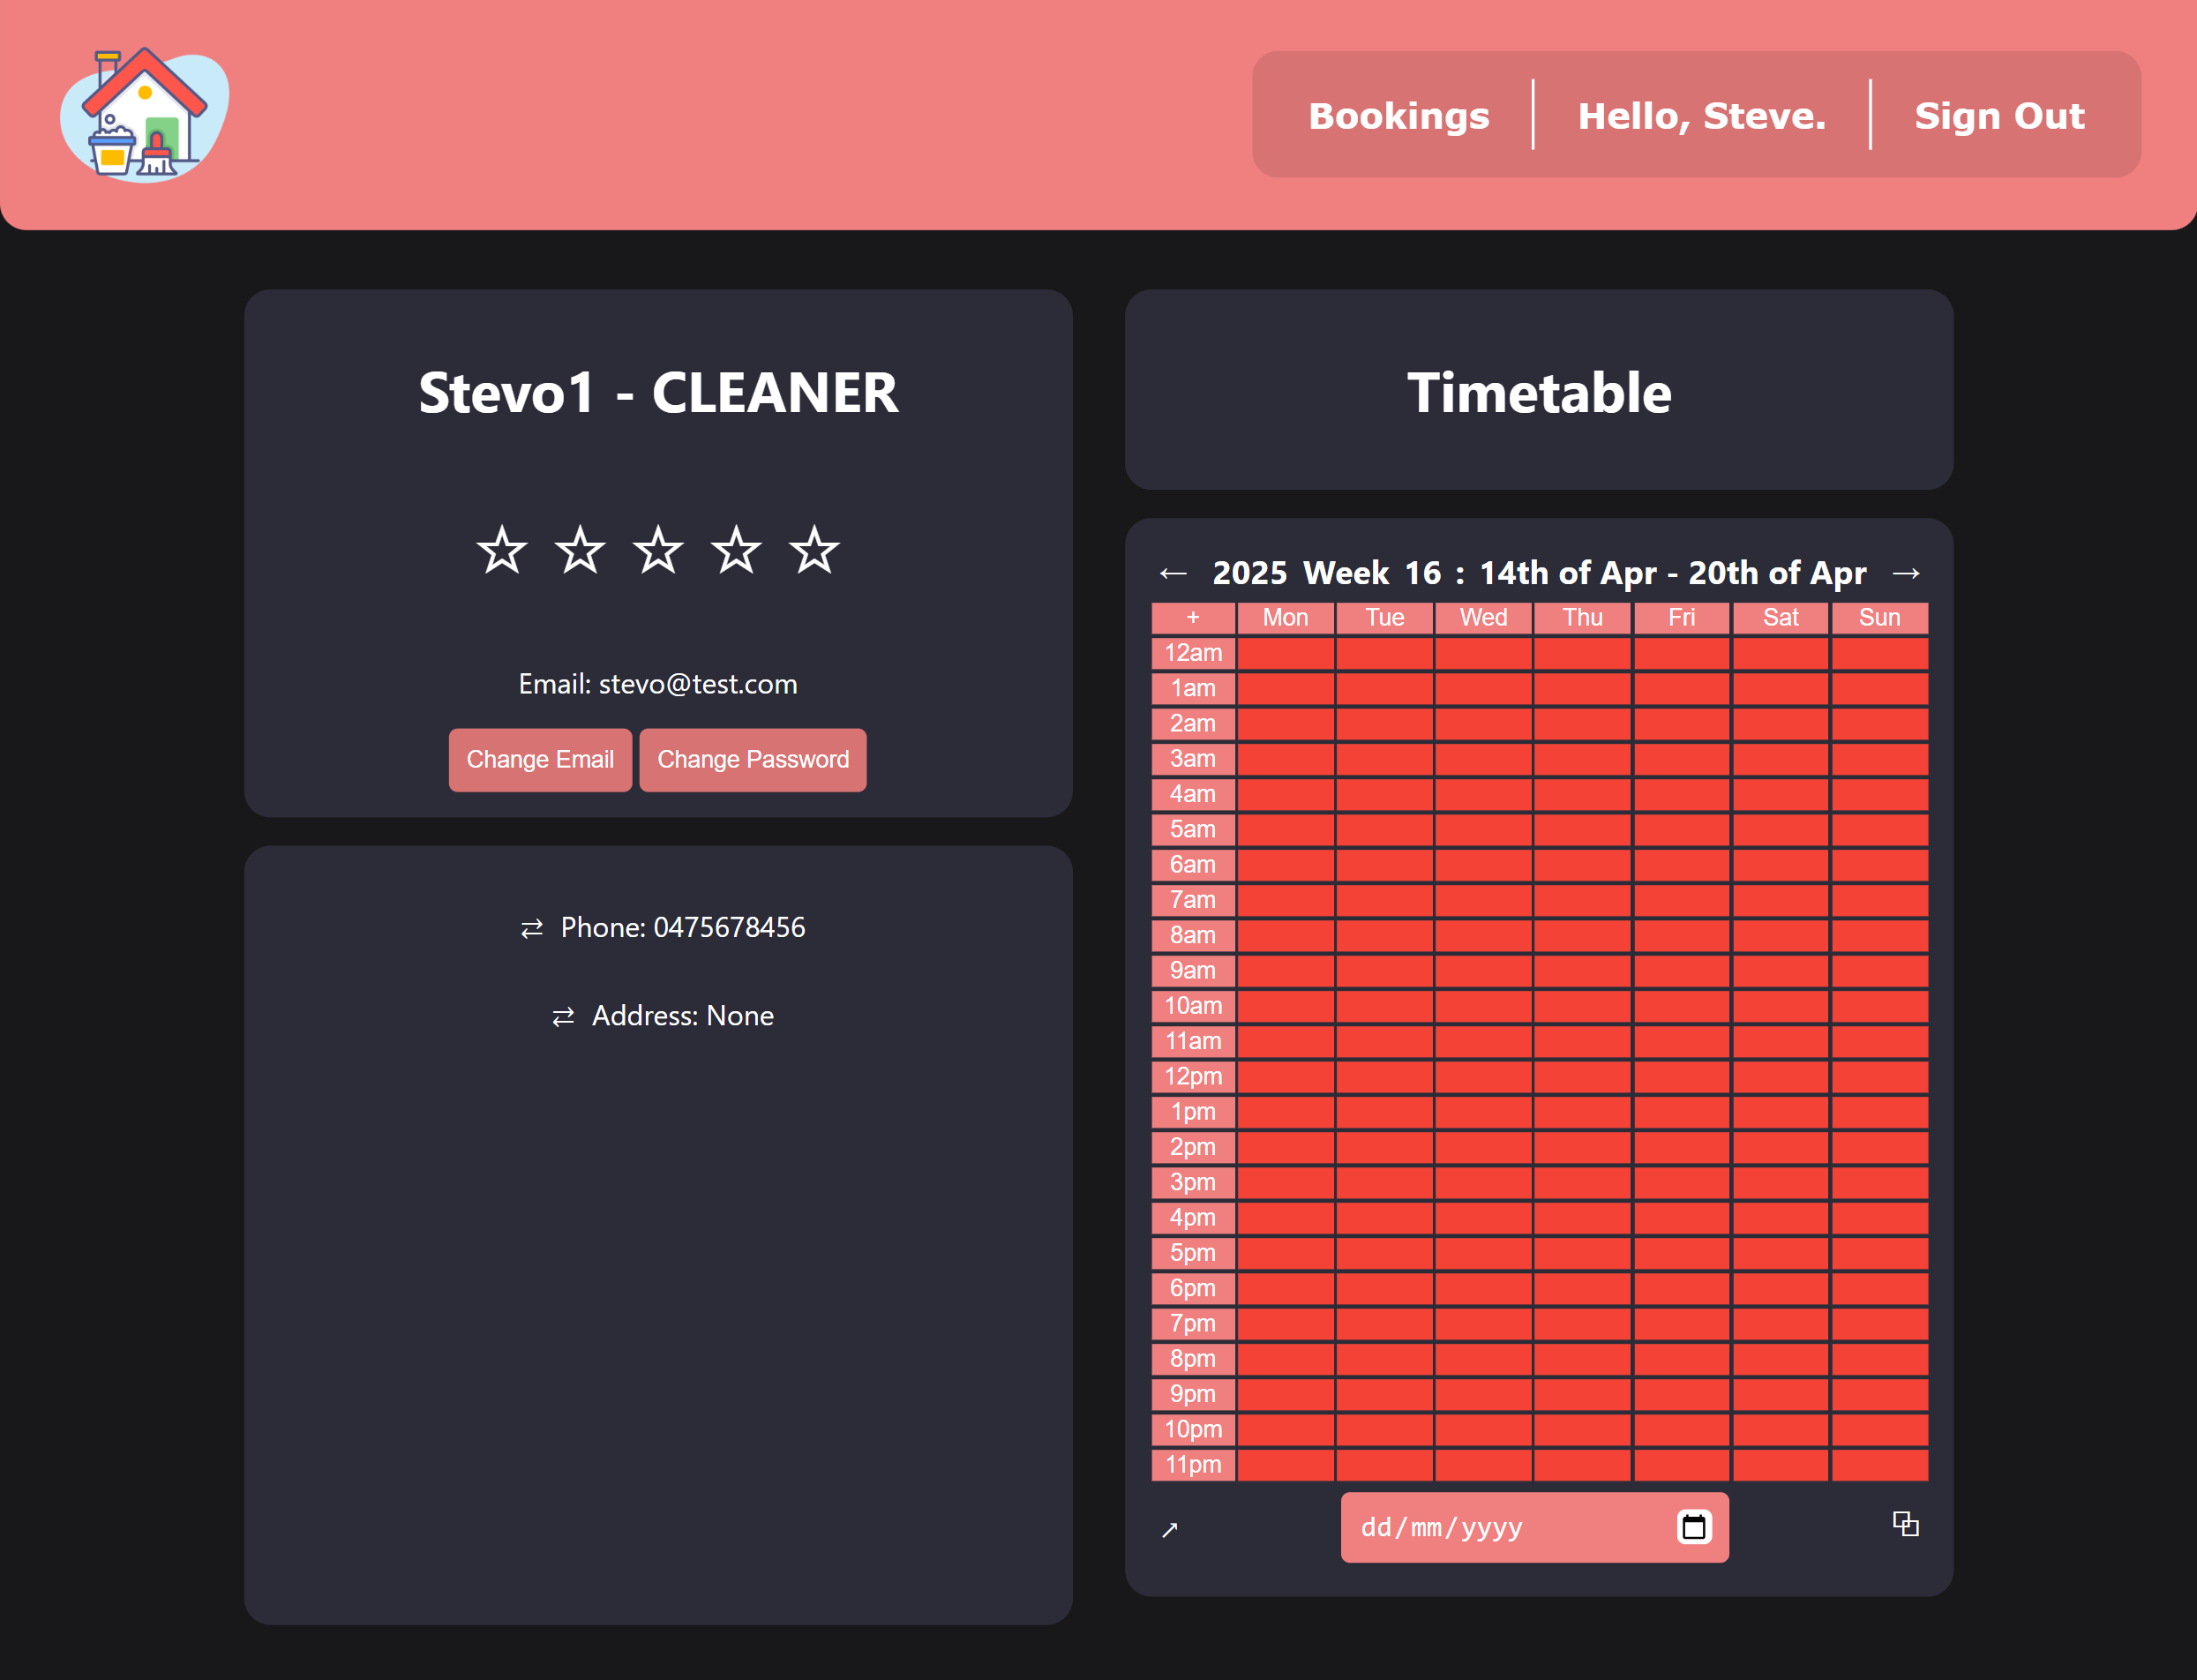 Bookings
Hello, Steve.
Sign Out
Stevo1 - CLEANER
☆ ☆ ☆ ☆ ☆
Email: stevo@test.com
Change Email
Change Password
⇄ Phone: 0475678456
⇄ Address: None
Timetable
← 2025 Week 16 : 14th of Apr - 20th of Apr →
+ Mon Tue Wed Thu Fri Sat Sun
12am
1am
2am
3am
4am
5am
6am
7am
8am
9am
10am
11am
12pm
1pm
2pm
3pm
4pm
5pm
6pm
7pm
8pm
9pm
10pm
11pm
↗ dd/mm/yyyy